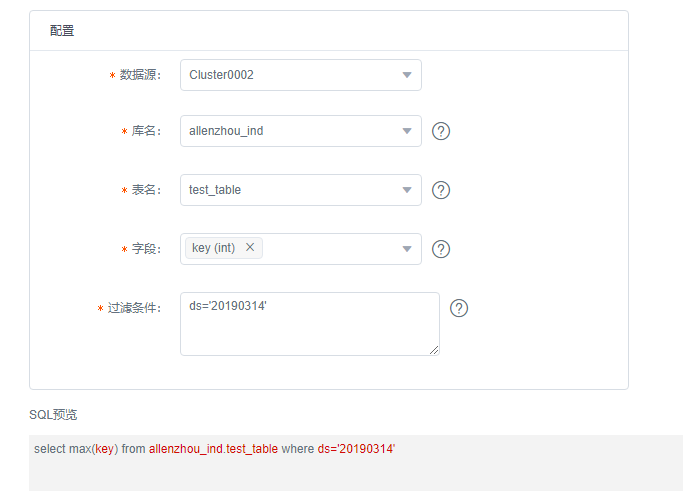 配置
* 数据源: Cluster0002
* 库名: allenzhou_ind ?
* 表名: test_table ?
* 字段: key (int) × ?
* 过滤条件: ds='20190314' ?
SQL预览
select max(key) from allenzhou_ind.test_table where ds='20190314'